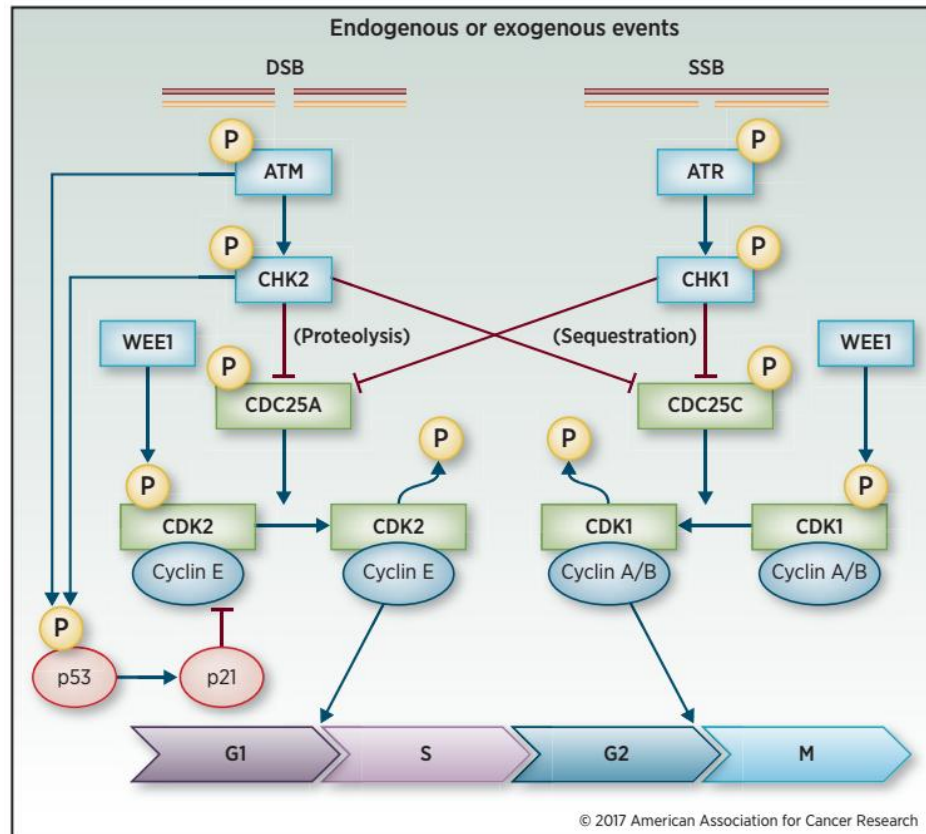 Endogenous or exogenous events
DSB
SSB
P
P
ATM
ATR
P
P
CHK2
CHK1
WEE1
(Proteolysis)
(Sequestration)
WEE1
P
P
CDC25A
CDC25C
P
P
P
P
CDK2
CDK2
CDK1
CDK1
Cyclin E
Cyclin E
Cyclin A/B
Cyclin A/B
P
p53
p21
G1
S
G2
M
© 2017 American Association for Cancer Research